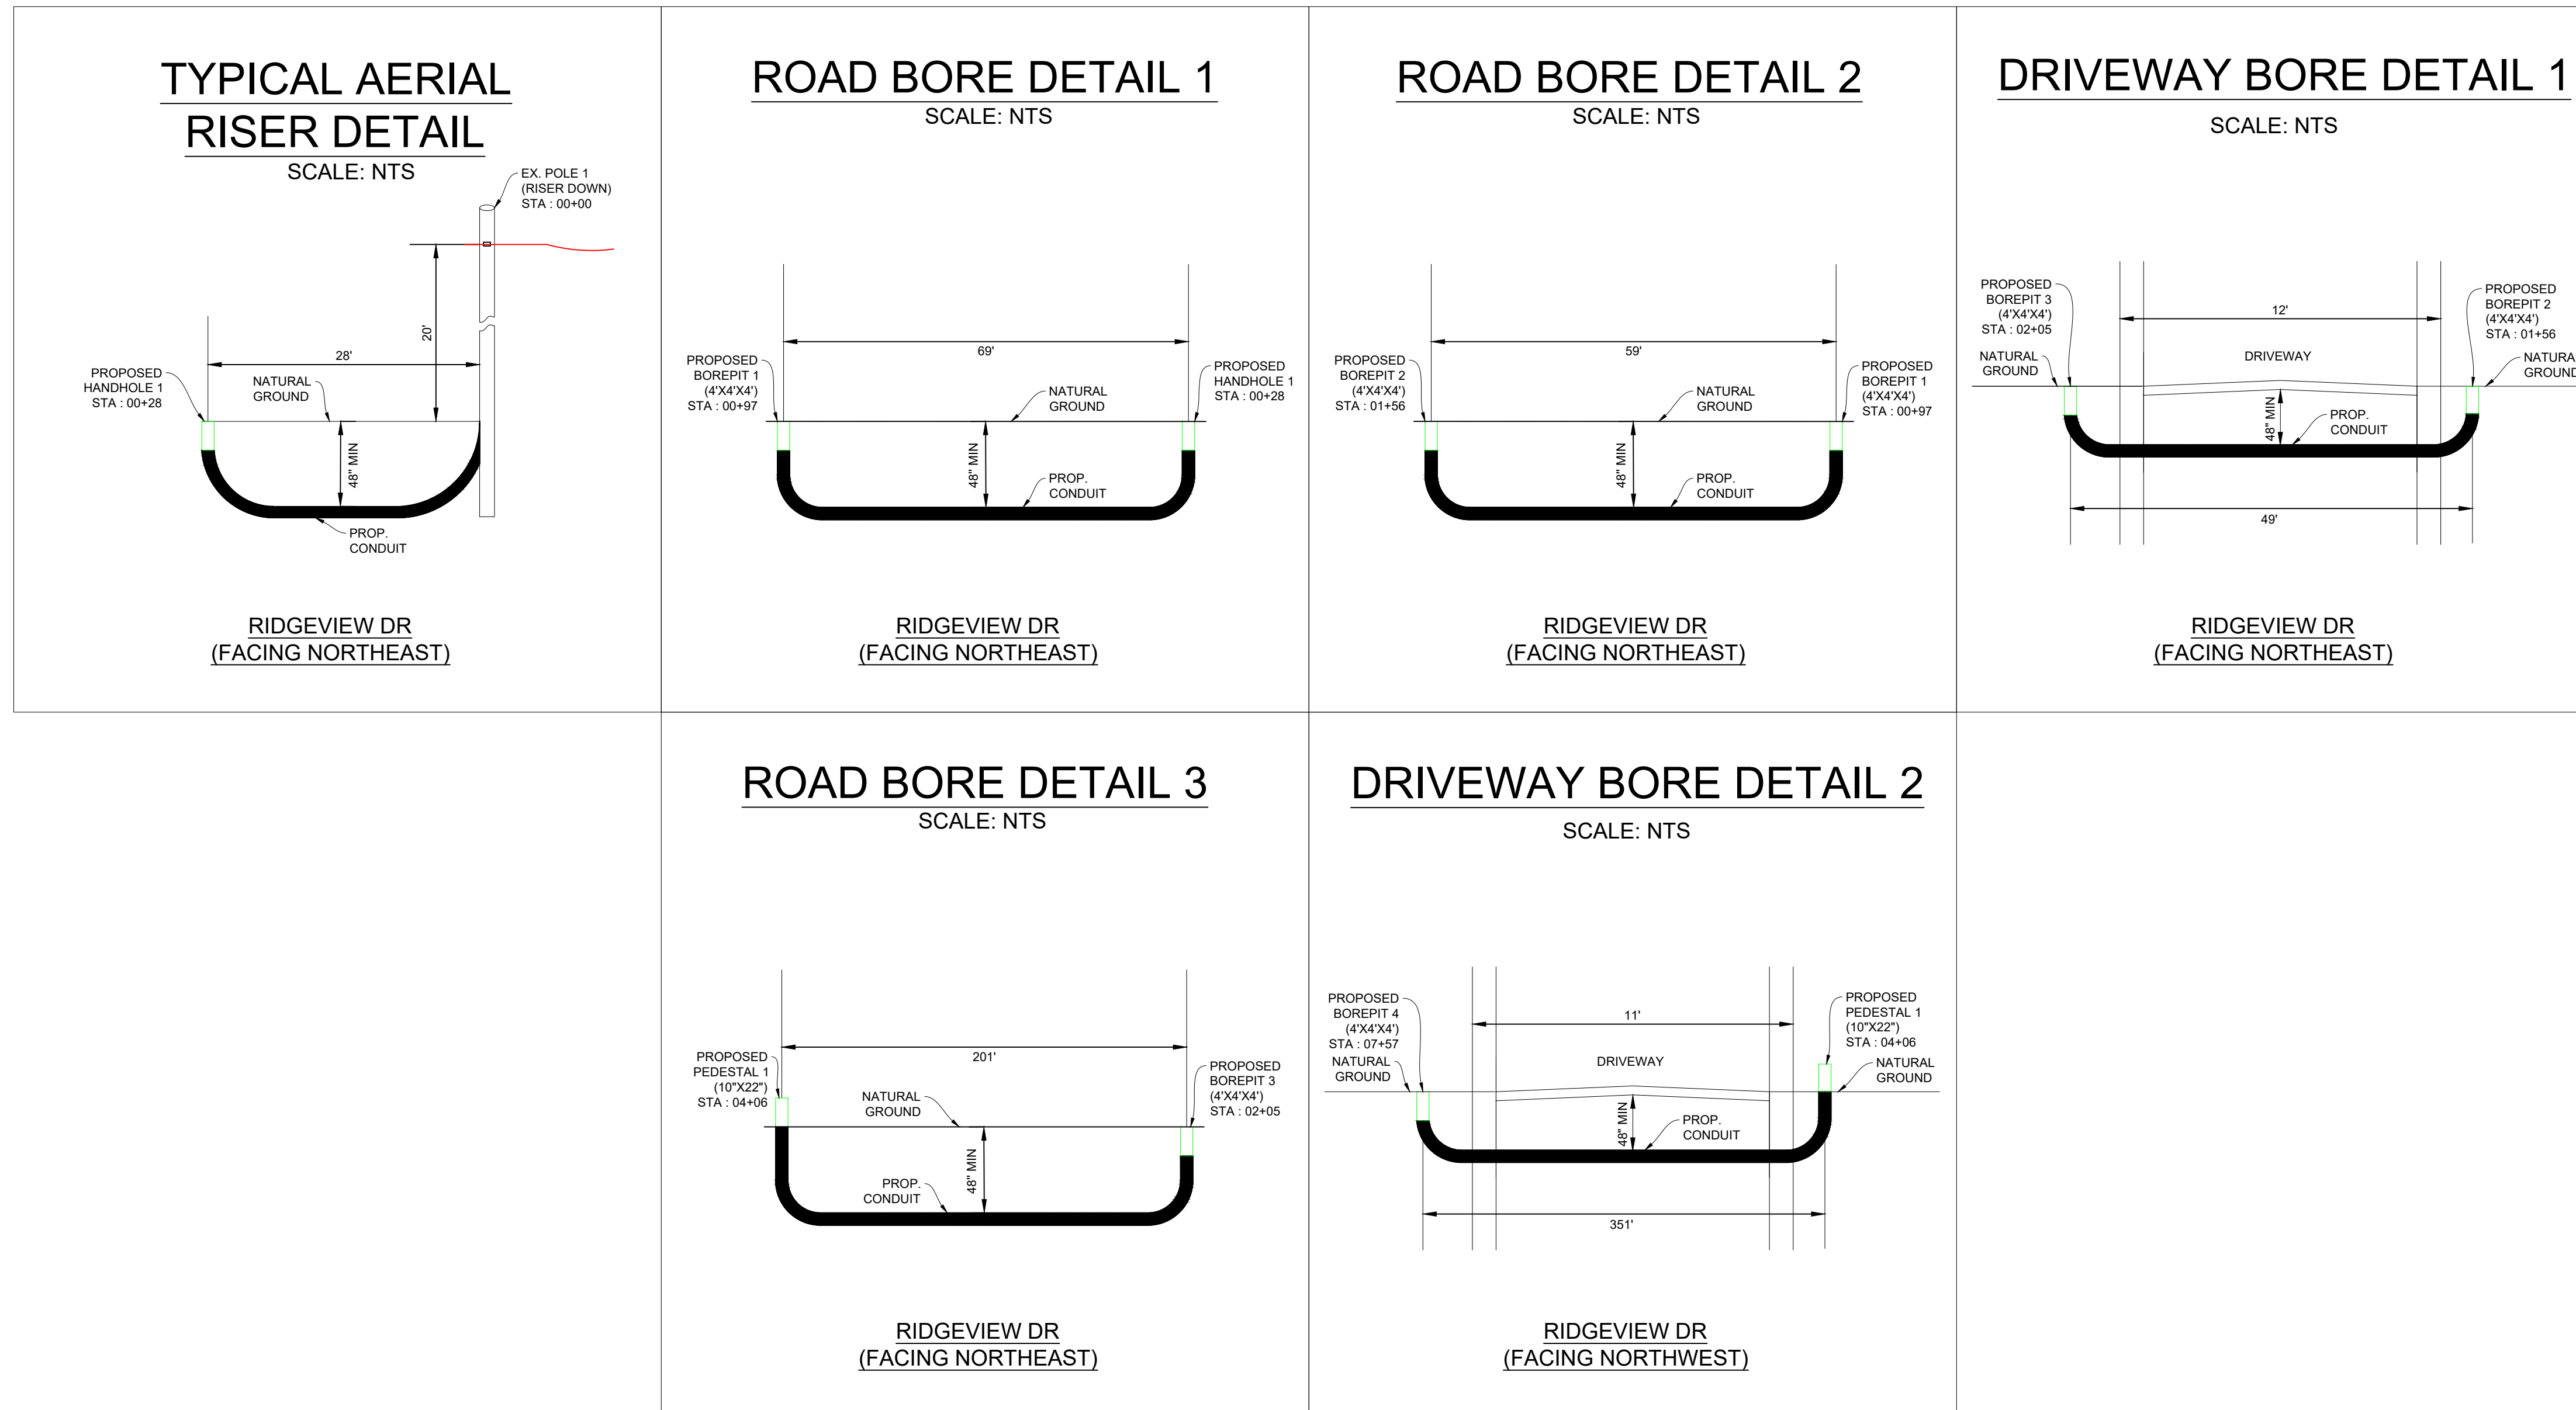 TYPICAL AERIAL
RISER DETAIL
SCALE: NTS
EX. POLE 1
(RISER DOWN)
STA : 00+00
20'
28'
PROPOSED
HANDHOLE 1
STA : 00+28
NATURAL
GROUND
48" MIN
PROP.
CONDUIT
RIDGEVIEW DR
(FACING NORTHEAST)
ROAD BORE DETAIL 1
SCALE: NTS
69'
PROPOSED
BOREPIT 1
(4'X4'X4')
STA : 00+97
PROPOSED
HANDHOLE 1
STA : 00+28
NATURAL
GROUND
48" MIN
PROP.
CONDUIT
RIDGEVIEW DR
(FACING NORTHEAST)
ROAD BORE DETAIL 2
SCALE: NTS
59'
PROPOSED
BOREPIT 2
(4'X4'X4')
STA : 01+56
PROPOSED
BOREPIT 1
(4'X4'X4')
STA : 00+97
NATURAL
GROUND
48" MIN
PROP.
CONDUIT
RIDGEVIEW DR
(FACING NORTHEAST)
DRIVEWAY BORE DETAIL 1
SCALE: NTS
PROPOSED
BOREPIT 3
(4'X4'X4')
STA : 02+05
NATURAL
GROUND
12'
DRIVEWAY
PROPOSED
BOREPIT 2
(4'X4'X4')
STA : 01+56
NATURA
GROUND
48" MIN
PROP.
CONDUIT
49'
RIDGEVIEW DR
(FACING NORTHEAST)
ROAD BORE DETAIL 3
SCALE: NTS
201'
PROPOSED
PEDESTAL 1
(10"X22")
STA : 04+06
PROPOSED
BOREPIT 3
(4'X4'X4')
STA : 02+05
NATURAL
GROUND
48" MIN
PROP.
CONDUIT
RIDGEVIEW DR
(FACING NORTHEAST)
DRIVEWAY BORE DETAIL 2
SCALE: NTS
PROPOSED
BOREPIT 4
(4'X4'X4')
STA : 07+57
NATURAL
GROUND
11'
DRIVEWAY
PROPOSED
PEDESTAL 1
(10"X22")
STA : 04+06
NATURAL
GROUND
48" MIN
PROP.
CONDUIT
351'
RIDGEVIEW DR
(FACING NORTHWEST)